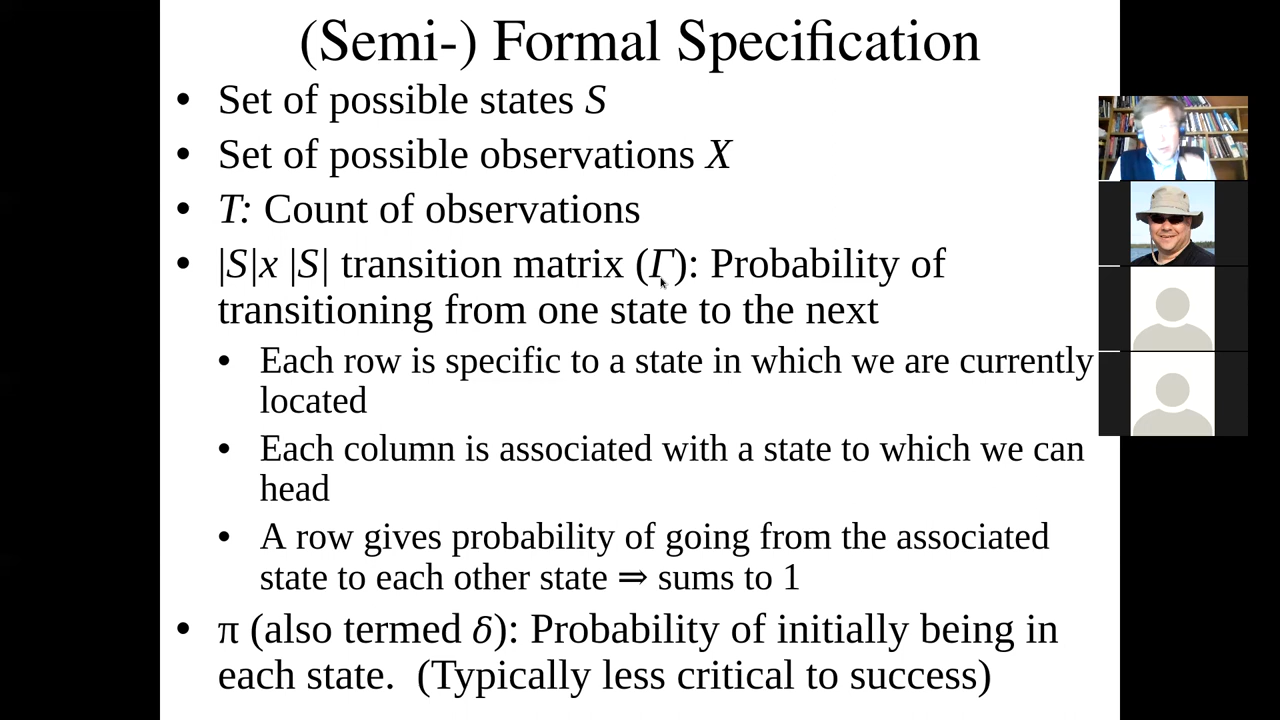 (Semi-) Formal Specification
• Set of possible states S
• Set of possible observations X
• T: Count of observations
• |S|x |S| transition matrix (Γ): Probability of
transitioning from one state to the next
• Each row is specific to a state in which we are currently
located
• Each column is associated with a state to which we can
head
• A row gives probability of going from the associated
state to each other state ⇒ sums to 1
• π (also termed δ): Probability of initially being in
each state. (Typically less critical to success)